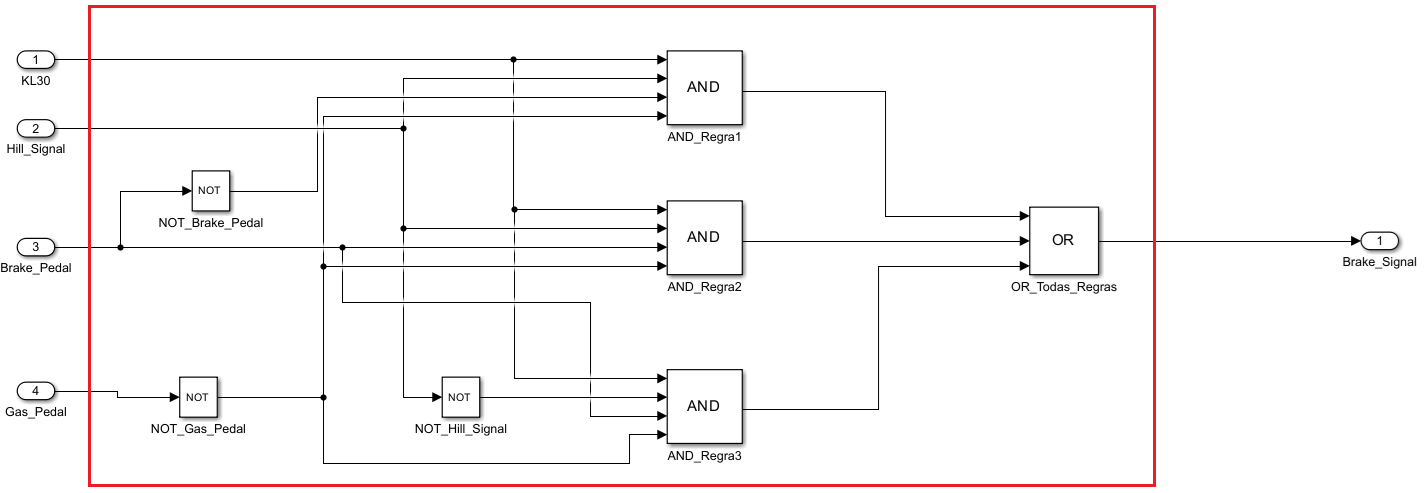 1
KL30
AND
AND_Regra1
2
Hill_Signal
NOT
NOT_Brake_Pedal
3
Brake_Pedal
AND
AND_Regra2
OR
OR_Todas_Regras
1
Brake_Signal
4
Gas_Pedal
NOT
NOT_Gas_Pedal
NOT
NOT_Hill_Signal
AND
AND_Regra3